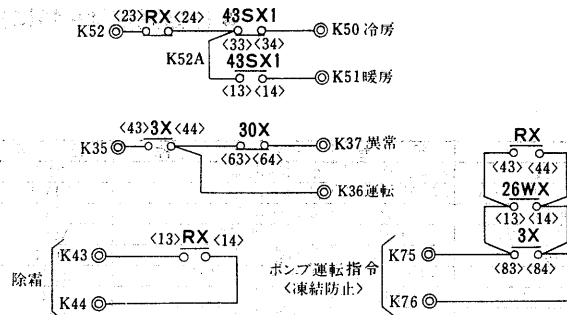 <23> RX <24> 43SX1
K52 K50 冷房
<33> <34>
K52A 43SX1
K51 暖房
<13> <14>
<43> 3X <44> 30X
K35 K37 異常
<63> <64>
K36 運転
RX
<43> <44>
26WX
<13> <14>
3X
<83> <84>
<13> RX <14>
K43
除霜
K44
ポンプ運転指令
<凍結防止>
K75
K76